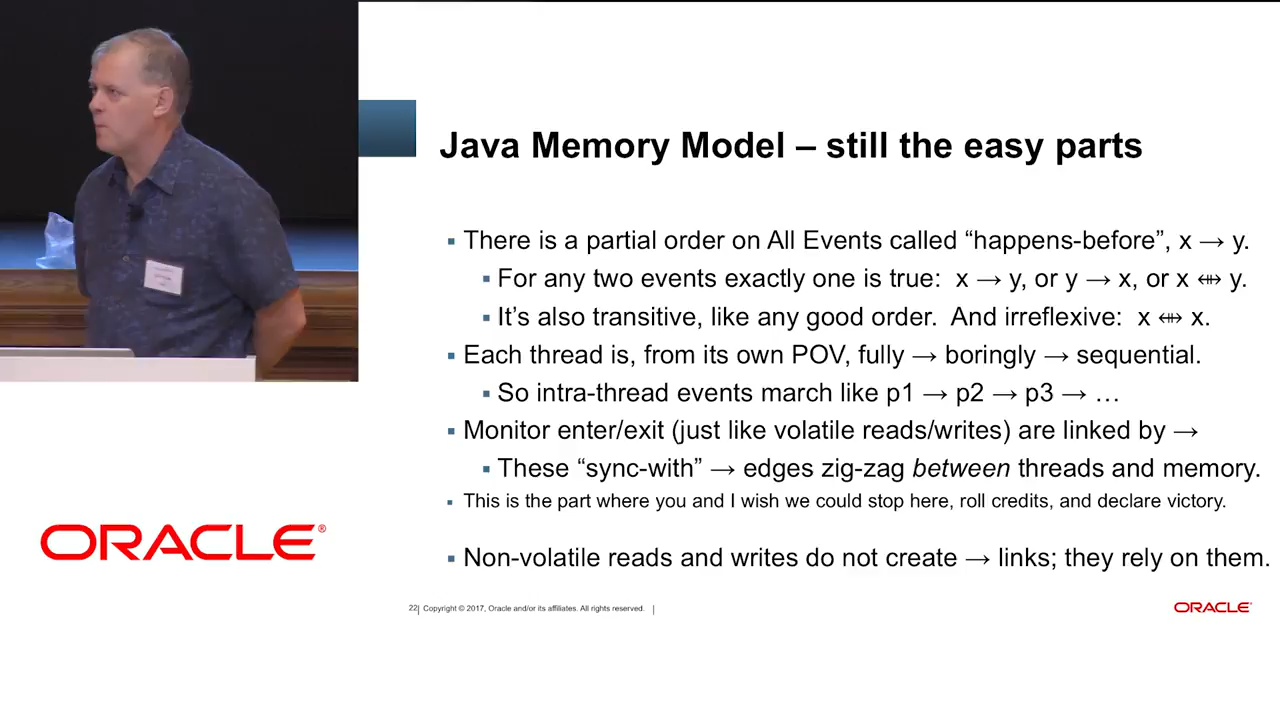 Java Memory Model – still the easy parts
▪ There is a partial order on All Events called “happens-before”, x → y.
▪ For any two events exactly one is true:  x → y, or y → x, or x ⇹ y.
▪ It’s also transitive, like any good order.  And irreflexive:  x ⇹ x.
▪ Each thread is, from its own POV, fully → boringly → sequential.
▪ So intra-thread events march like p1 → p2 → p3 → …
▪ Monitor enter/exit (just like volatile reads/writes) are linked by →
▪ These “sync-with” → edges zig-zag between threads and memory.
▪ This is the part where you and I wish we could stop here, roll credits, and declare victory.
▪ Non-volatile reads and writes do not create → links; they rely on them.
ORACLE®
22| Copyright © 2017, Oracle and/or its affiliates. All rights reserved. |
ORACLE®